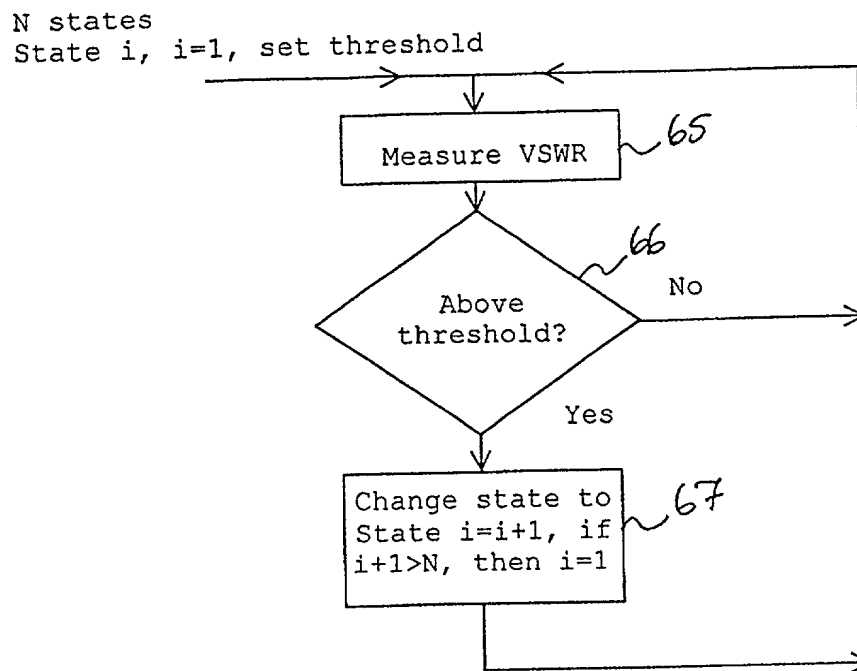 N states
State i, i=1, set threshold
Measure VSWR
65
66
Above
threshold?
No
Yes
Change state to
State i=i+1, if
i+1>N, then i=1
67